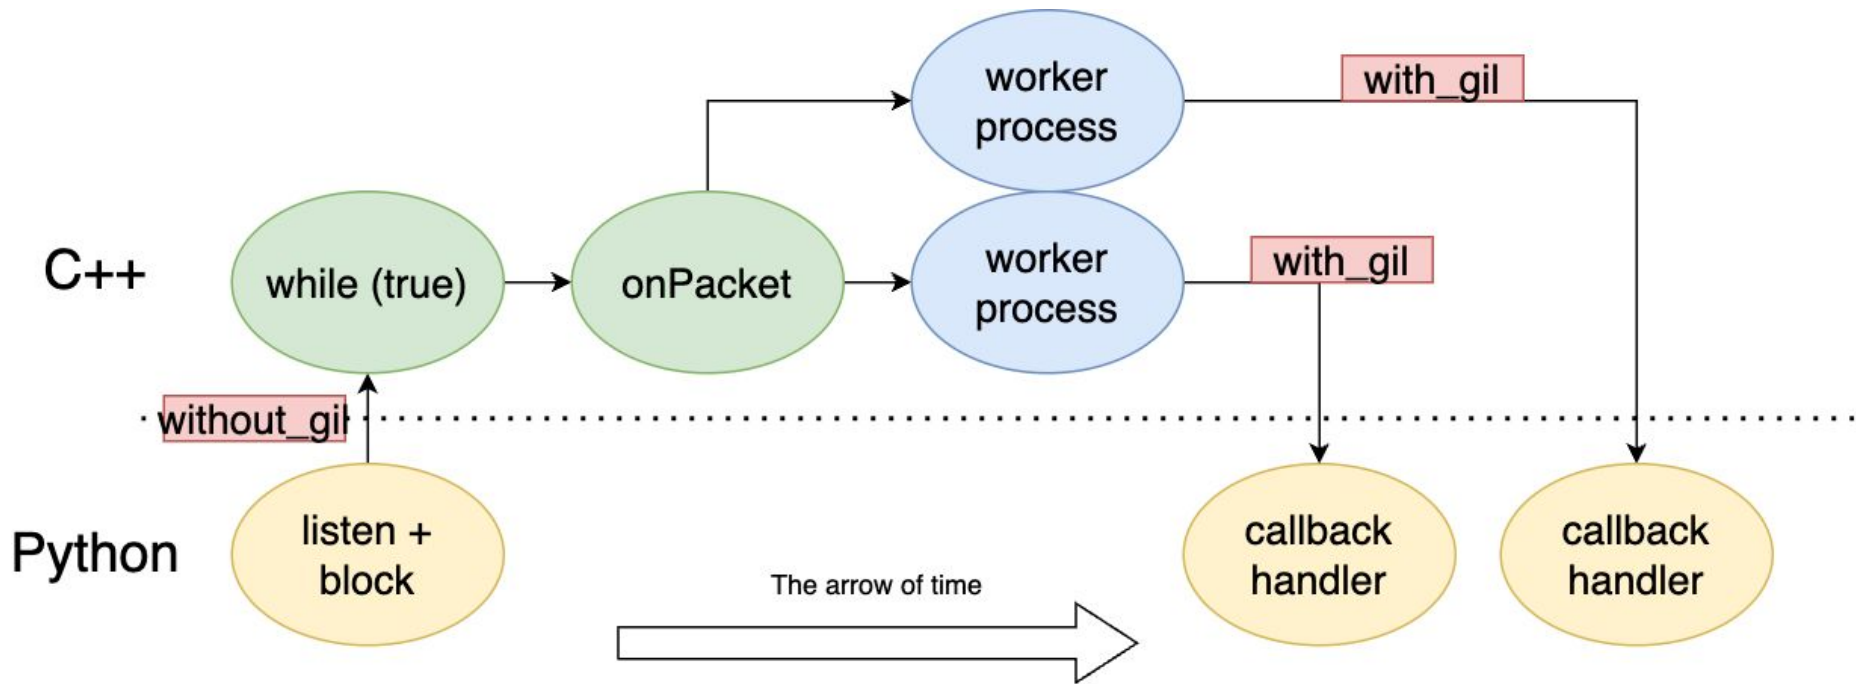 worker
process
with_gil
C++
while (true)
onPacket
worker
process
with_gil
without_gil
Python
listen +
block
The arrow of time
callback
handler
callback
handler